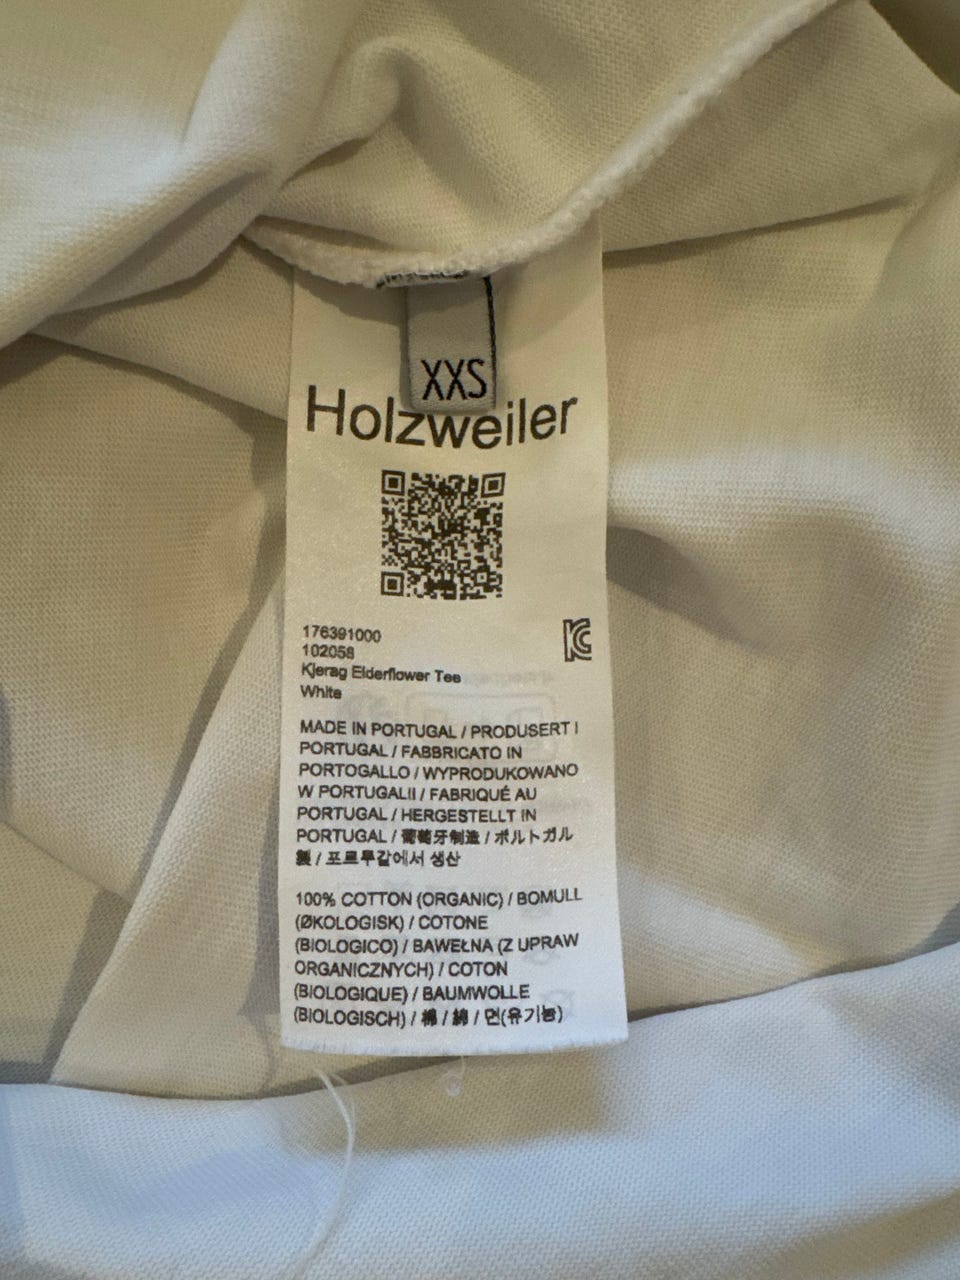 XXS
Holzweiler
176391000
102058
Kjerag Elderflower Tee
White
MADE IN PORTUGAL / PRODUSERT I
PORTUGAL / FABBRICATO IN
PORTOGALLO / WYPRODUKOWANO
W PORTUGALII / FABRIQUÉ AU
PORTUGAL / HERGESTELLT IN
PORTUGAL / 葡萄牙制造 / ポルトガル
製 / 포르투갈에서 생산
100% COTTON (ORGANIC) / BOMULL
(ØKOLOGISK) / COTONE
(BIOLOGICO) / BAWEŁNA (Z UPRAW
ORGANICZNYCH) / COTON
(BIOLOGIQUE) / BAUMWOLLE
(BIOLOGISCH) / 棉 / 綿 / 면(유기농)